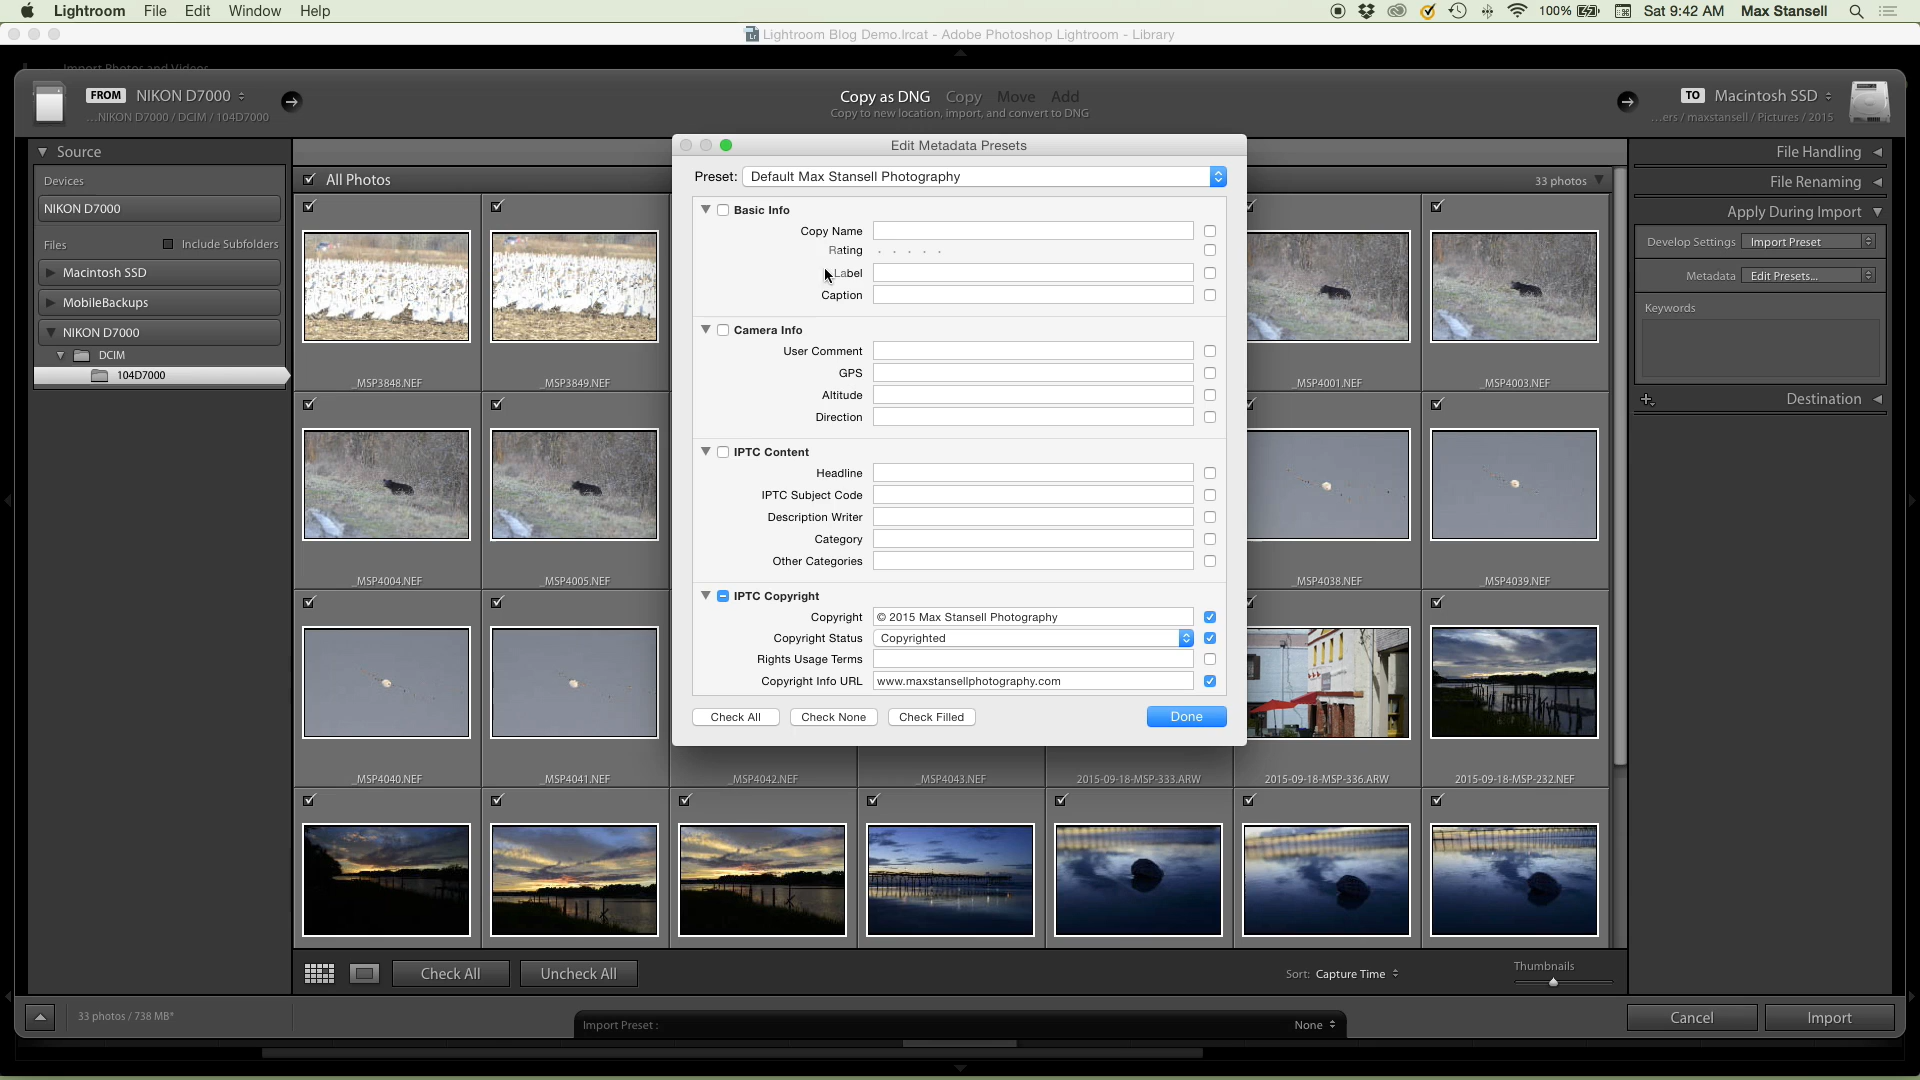 Lightroom File Edit Window Help 100% Sat 9:42 AM Max Stansell
Lightroom Blog Demo.lrcat - Adobe Photoshop Lightroom - Library
Import Photos and Videos
FROM NIKON D7000
...NIKON D7000 / DCIM / 104D7000
Copy as DNG Copy Move Add
Copy to new location, import, and convert to DNG
TO Macintosh SSD
...ers / maxstansell / Pictures / 2015
Source
Devices
NIKON D7000
Files Include Subfolders
Macintosh SSD
MobileBackups
NIKON D7000
DCIM
104D7000
All Photos
33 photos
_MSP3848.NEF _MSP3849.NEF _MSP4001.NEF _MSP4003.NEF
_MSP4004.NEF _MSP4005.NEF _MSP4038.NEF _MSP4039.NEF
_MSP4040.NEF _MSP4041.NEF _MSP4042.NEF _MSP4043.NEF 2015-09-18-MSP-333.ARW 2015-09-18-MSP-336.ARW 2015-09-18-MSP-232.NEF
Edit Metadata Presets
Preset: Default Max Stansell Photography
Basic Info
Copy Name
Rating
Label
Caption
Camera Info
User Comment
GPS
Altitude
Direction
IPTC Content
Headline
IPTC Subject Code
Description Writer
Category
Other Categories
IPTC Copyright
Copyright © 2015 Max Stansell Photography
Copyright Status Copyrighted
Rights Usage Terms
Copyright Info URL www.maxstansellphotography.com
Check All Check None Check Filled Done
File Handling
File Renaming
Apply During Import
Develop Settings Import Preset
Metadata Edit Presets...
Keywords
Destination
Check All Uncheck All
Sort: Capture Time
Thumbnails
33 photos / 738 MB*
Import Preset : None
Cancel Import